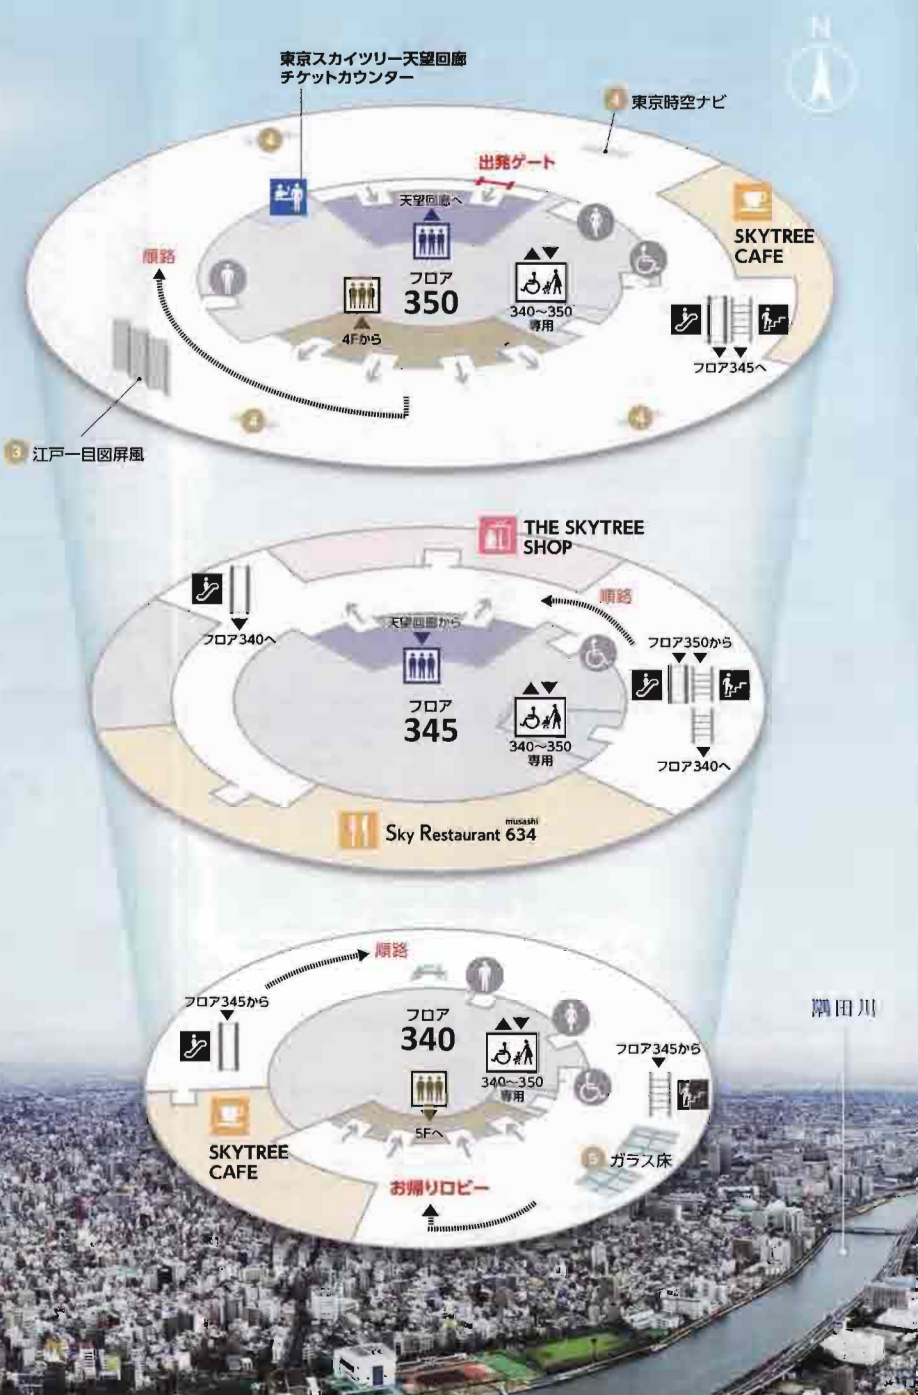 N
東京スカイツリー天望回廊
チケットカウンター
4
4 東京時空ナビ
出発ゲート
天望回廊へ
SKYTREE
CAFE
順路
フロア
350
4Fから
340～350
専用
フロア345へ
4
4
3 江戸一目図屏風
THE SKYTREE
SHOP
順路
フロア340へ
天望回廊から
フロア350から
フロア
345
340～350
専用
フロア340へ
musashi
Sky Restaurant 634
順路
フロア345から
フロア
340
340～350
専用
フロア345から
5Fへ
SKYTREE
CAFE
5 ガラス床
お帰りロビー
隅田川